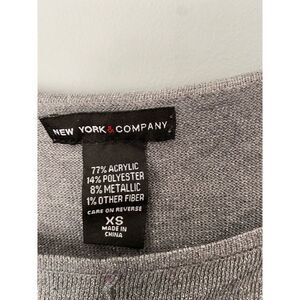 NEW YORK & COMPANY
77% ACRYLIC
14% POLYESTER
8% METALLIC
1% OTHER FIBER
CARE ON REVERSE
XS
MADE IN
CHINA